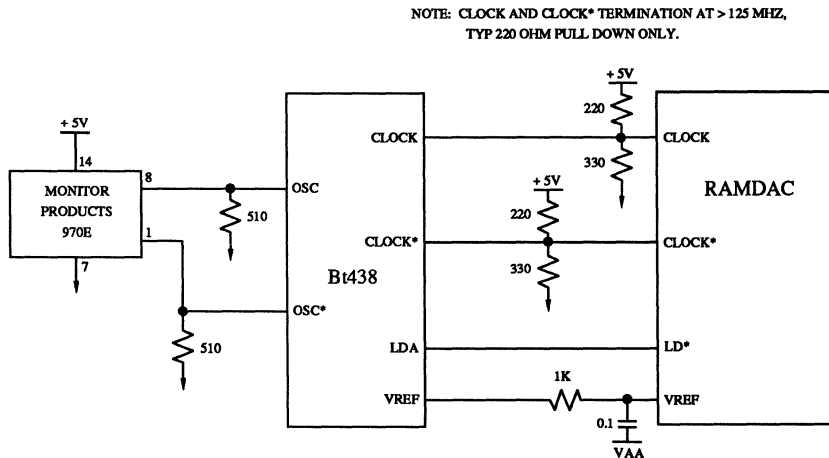 NOTE: CLOCK AND CLOCK* TERMINATION AT > 125 MHZ,
TYP 220 OHM PULL DOWN ONLY.
+ 5V
14
MONITOR
PRODUCTS
970E
8
1
7
510
510
OSC
OSC*
Bt438
CLOCK
CLOCK*
LDA
VREF
+ 5V
220
330
+ 5V
220
330
1K
0.1
VAA
RAMDAC
CLOCK
CLOCK*
LD*
VREF